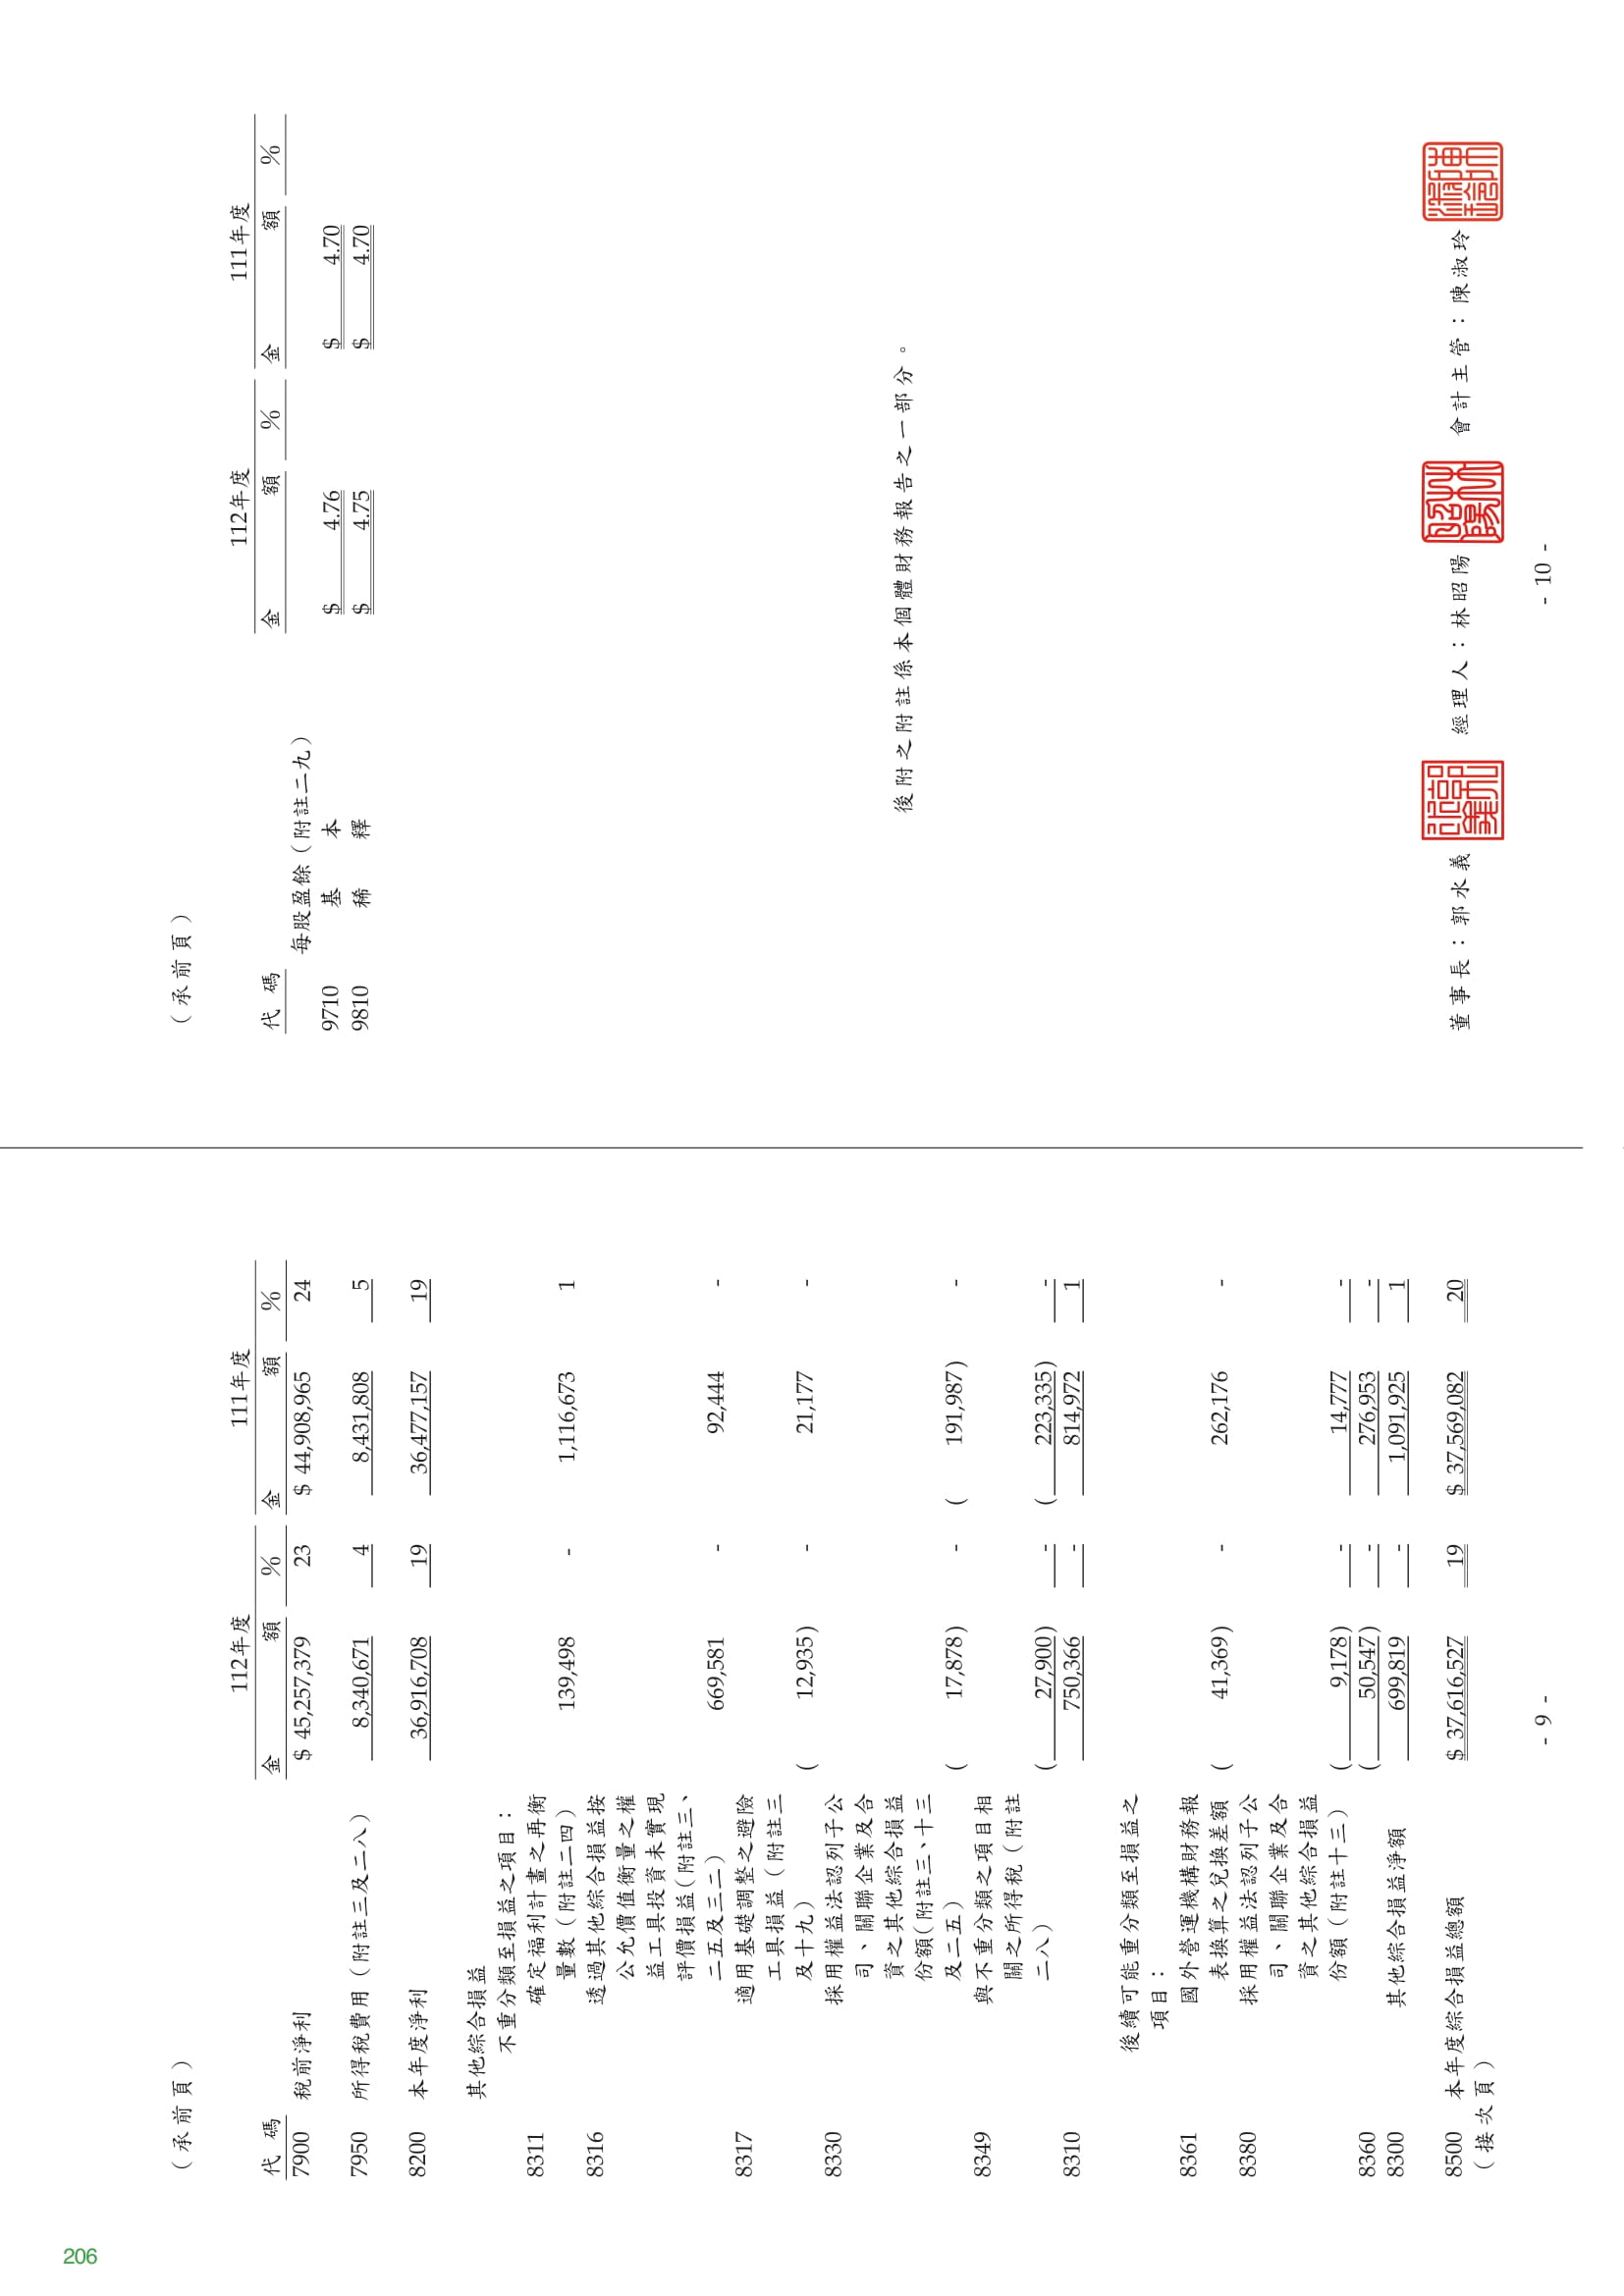 (承前頁)
112年度 111年度
代碼 金額 % 金額 %
7900 稅前淨利 $ 45,257,379 23 $ 44,908,965 24
7950 所得稅費用(附註三及二八) 8,340,671 4 8,431,808 5
8200 本年度淨利 36,916,708 19 36,477,157 19
其他綜合損益
不重分類至損益之項目:
8311 確定福利計畫之再衡
量數(附註二四) 139,498 - 1,116,673 1
8316 透過其他綜合損益按
公允價值衡量之權
益工具投資未實現
評價損益(附註三、
二五及三二) 669,581 - 92,444 -
8317 適用基礎調整之避險
工具損益(附註三
及十九) ( 12,935) - 21,177 -
8330 採用權益法認列子公
司、關聯企業及合
資之其他綜合損益
份額(附註三、十三
及二五) ( 17,878) - ( 191,987) -
8349 與不重分類之項目相
關之所得稅(附註
二八) ( 27,900) - ( 223,335) -
8310 750,366 - 814,972 1
後續可能重分類至損益之
項目:
8361 國外營運機構財務報
表換算之兌換差額 ( 41,369) - 262,176 -
8380 採用權益法認列子公
司、關聯企業及合
資之其他綜合損益
份額(附註十三) ( 9,178) - 14,777 -
8360 ( 50,547) - 276,953 -
8300 其他綜合損益淨額 699,819 - 1,091,925 1
8500 本年度綜合損益總額 $ 37,616,527 19 $ 37,569,082 20
(接次頁)
- 9 -
(承前頁)
112年度 111年度
代碼 金額 % 金額 %
每股盈餘(附註二九)
9710 基本 $ 4.76 $ 4.70
9810 稀釋 $ 4.75 $ 4.70
後附之附註係本個體財務報告之一部分。
董事長:郭水義 經理人:林昭陽 會計主管:陳淑玲
- 10 -
206